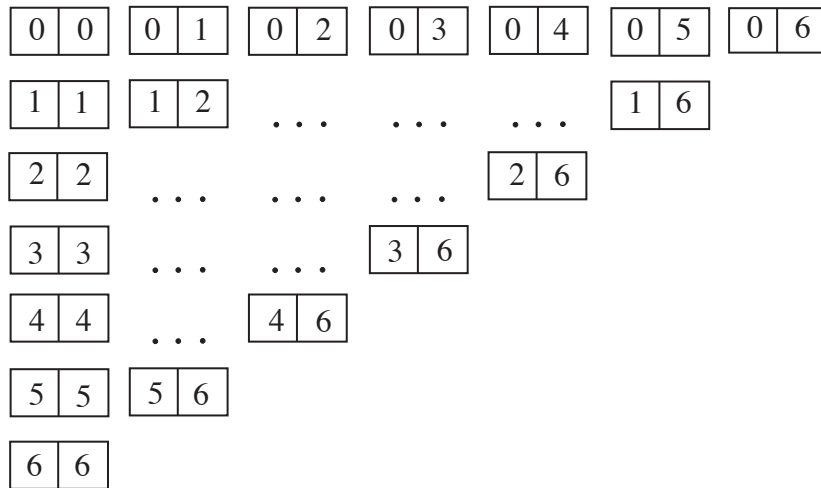 0 0 0 1 0 2 0 3 0 4 0 5 0 6
1 1 1 2 ... ... ... 1 6
2 2 ... ... ... 2 6
3 3 ... ... 3 6
4 4 ... 4 6
5 5 5 6
6 6